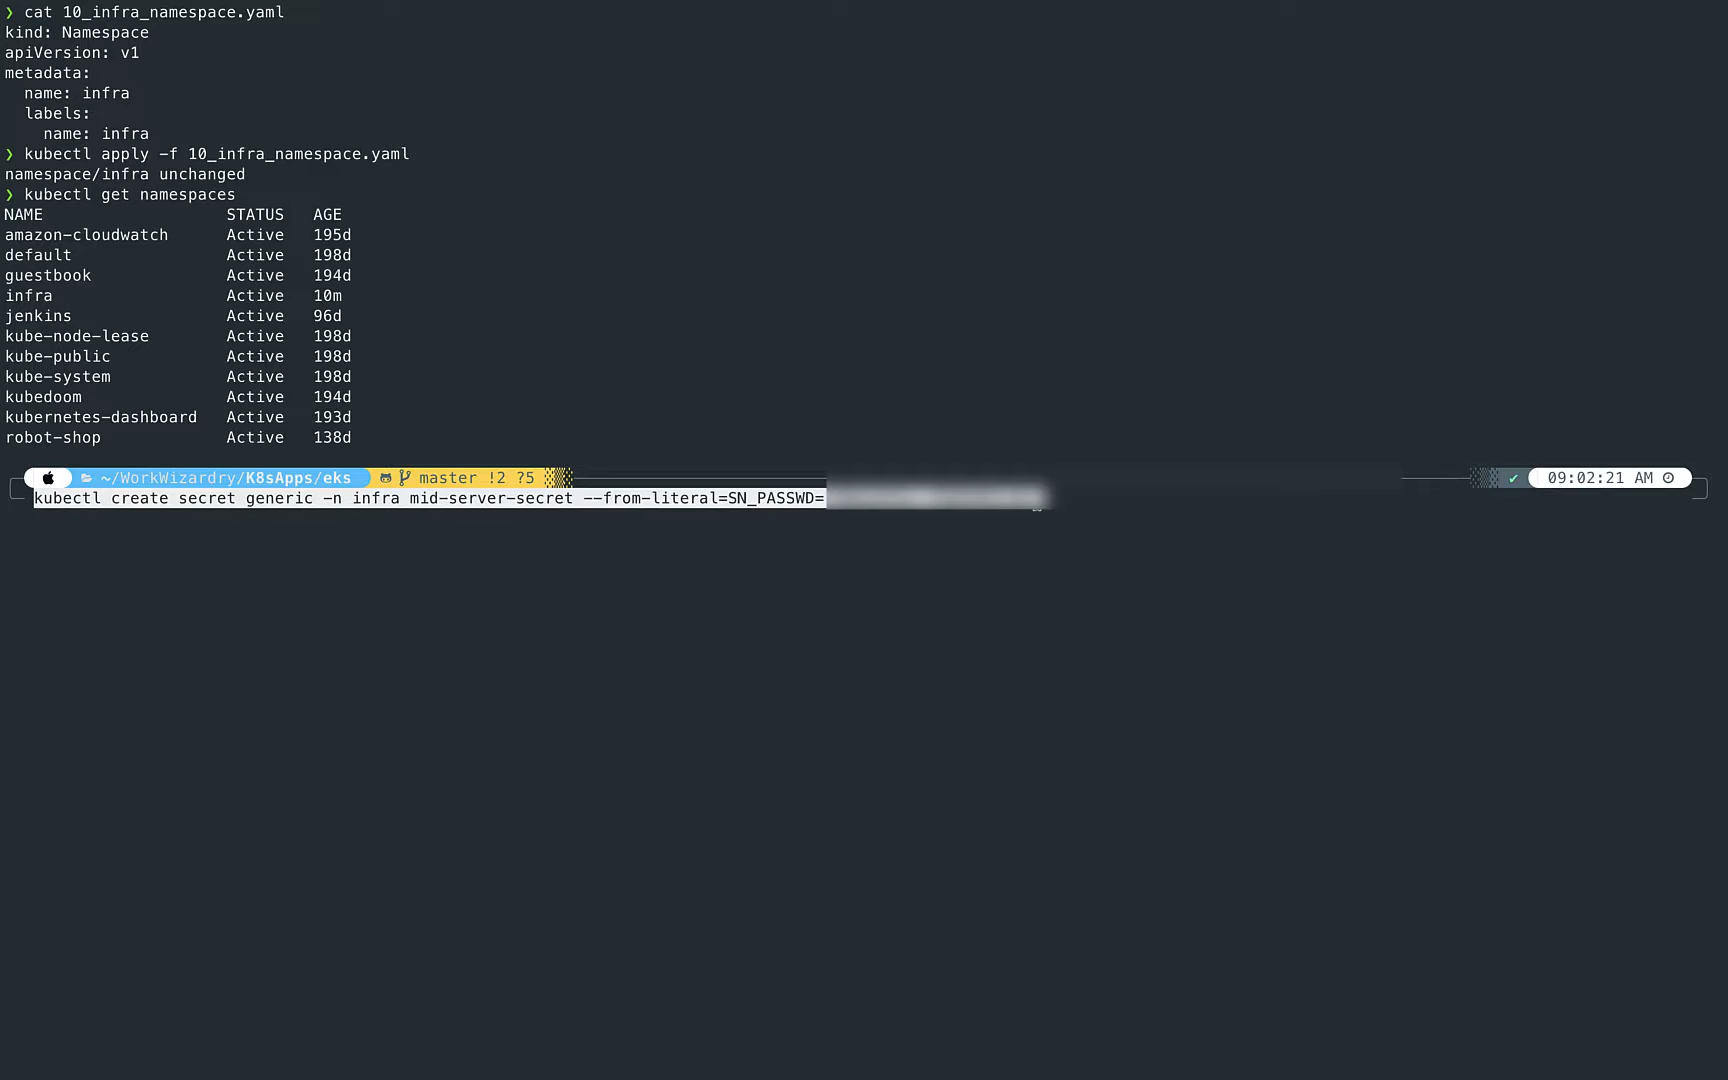 ❯ cat 10_infra_namespace.yaml
kind: Namespace
apiVersion: v1
metadata:
  name: infra
  labels:
    name: infra
❯ kubectl apply -f 10_infra_namespace.yaml
namespace/infra unchanged
❯ kubectl get namespaces
NAME                   STATUS   AGE
amazon-cloudwatch      Active   195d
default                Active   198d
guestbook              Active   194d
infra                  Active   10m
jenkins                Active   96d
kube-node-lease        Active   198d
kube-public            Active   198d
kube-system            Active   198d
kubedoom               Active   194d
kubernetes-dashboard   Active   193d
robot-shop             Active   138d
~/WorkWizardry/K8sApps/eks master !2 ?5 ✔ 09:02:21 AM
kubectl create secret generic -n infra mid-server-secret --from-literal=SN_PASSWD=